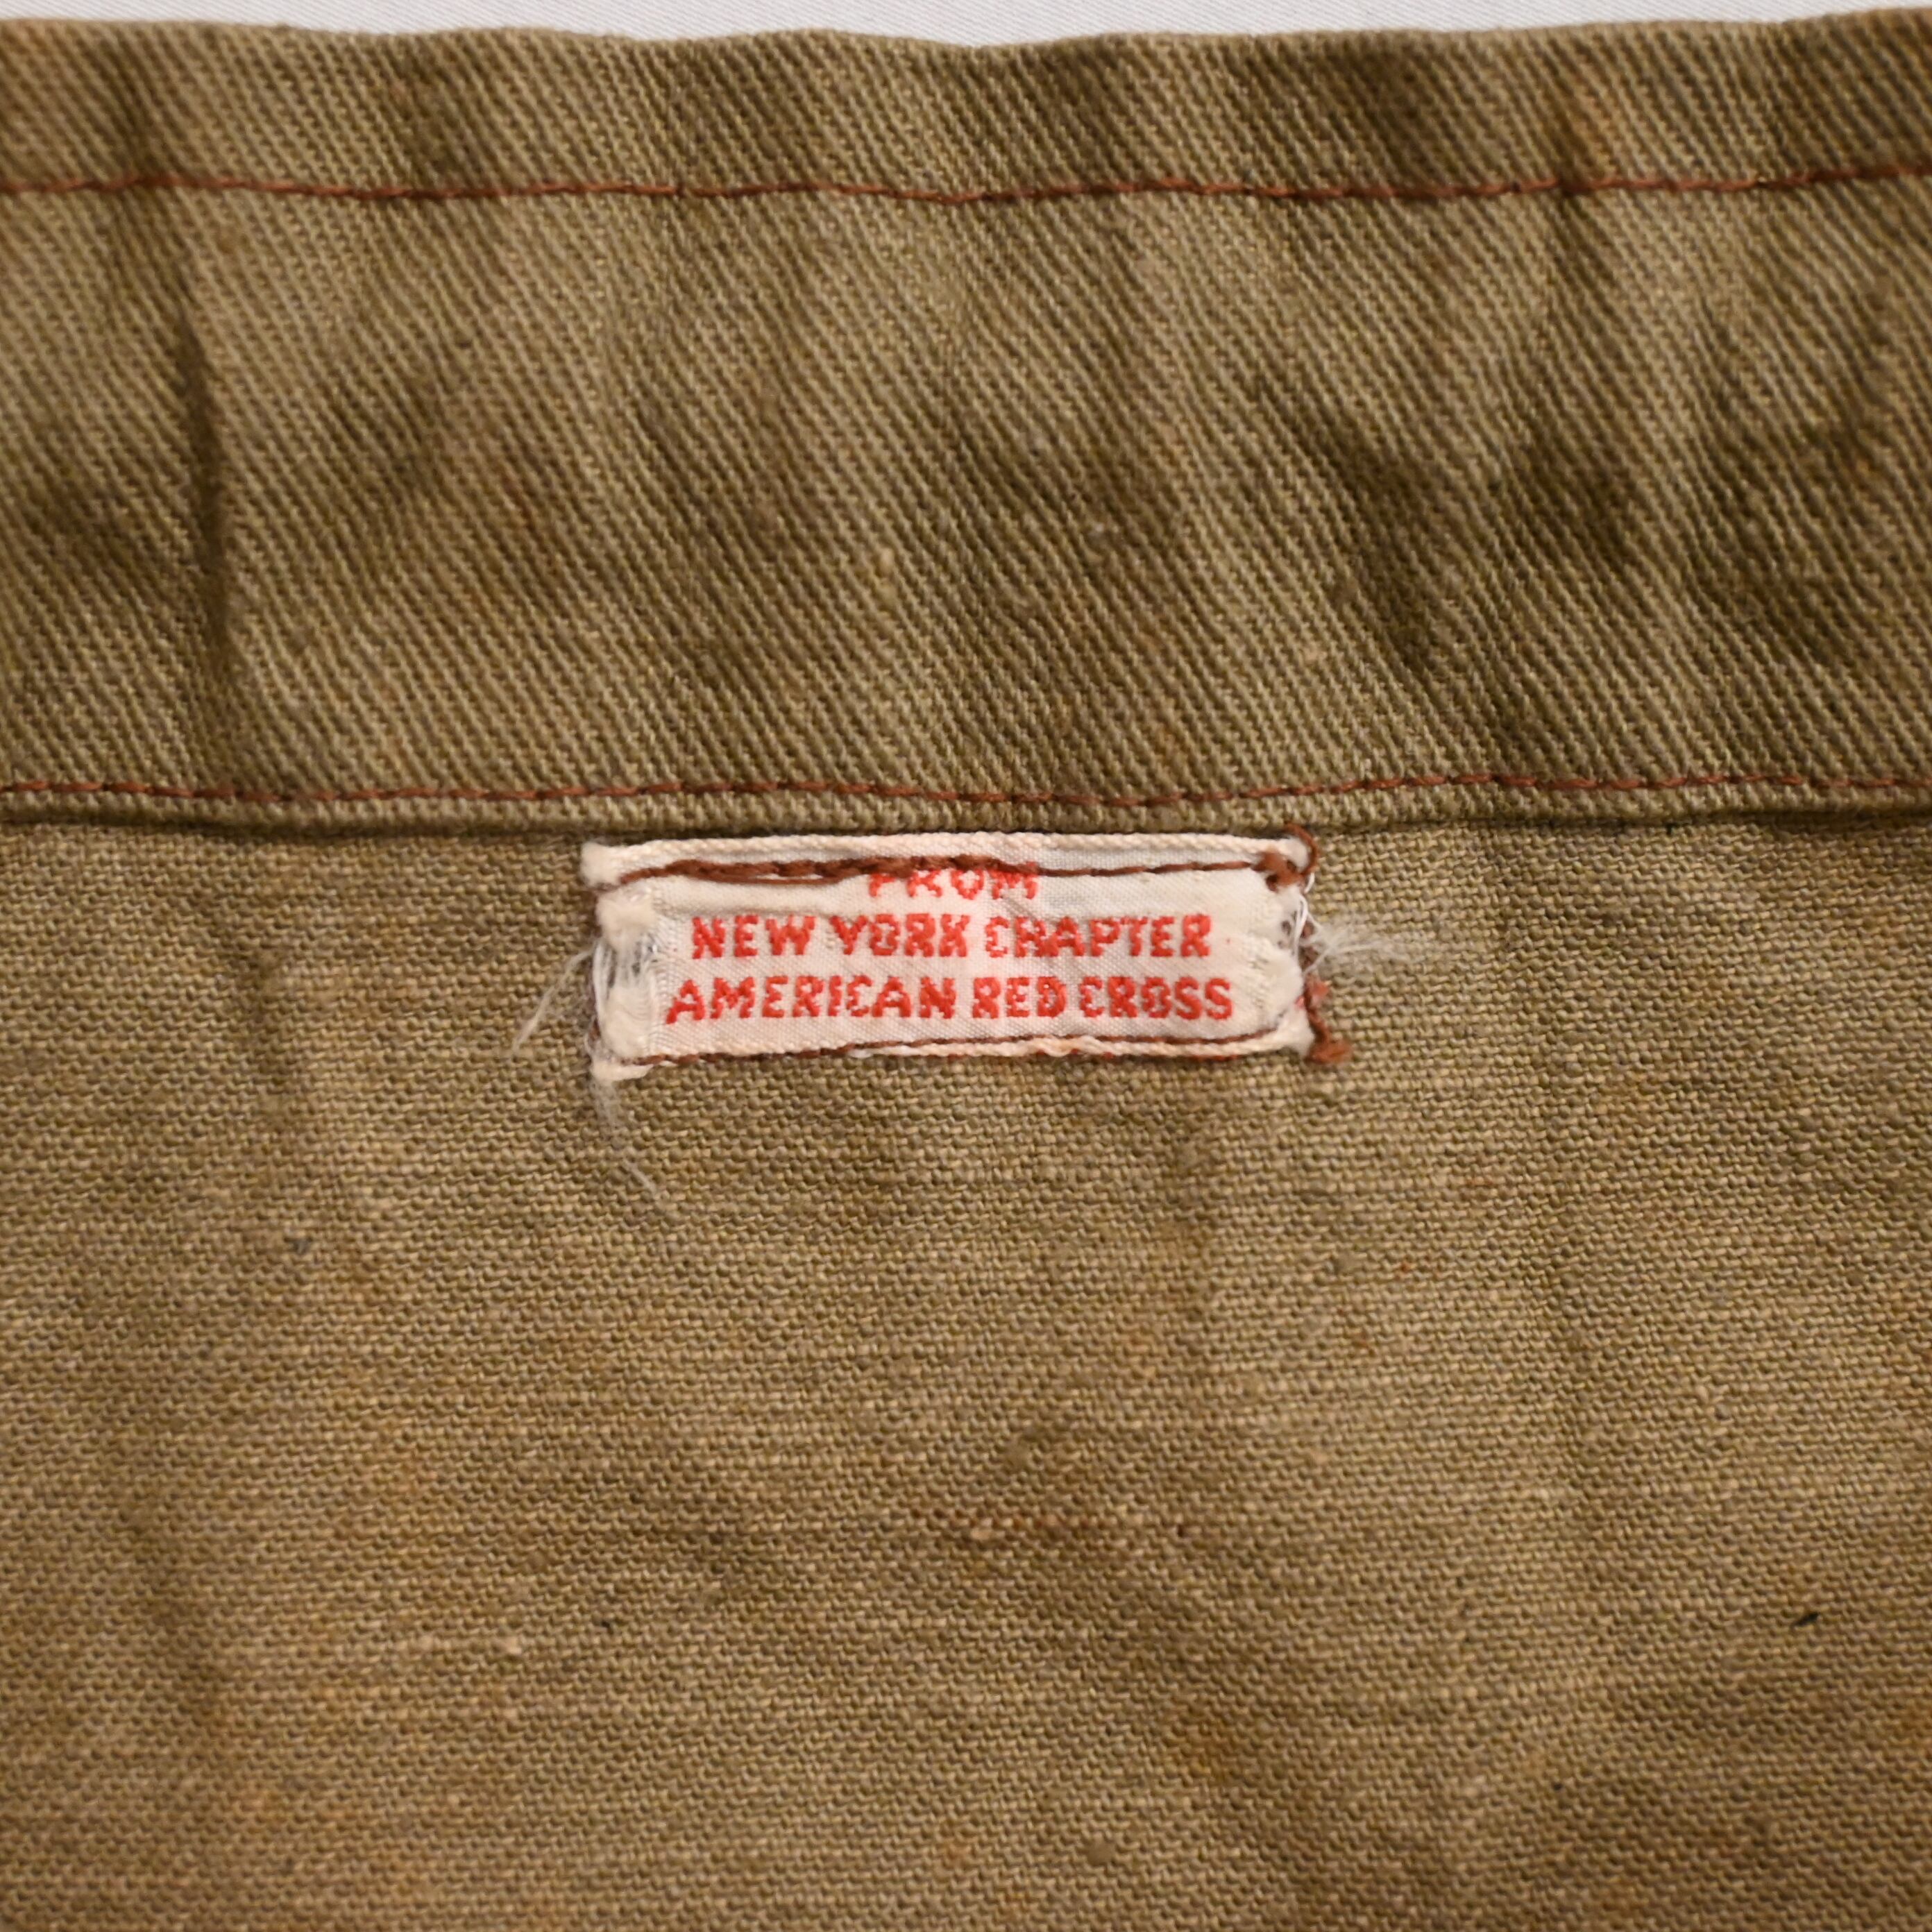 FROM
NEW YORK CHAPTER
AMERICAN RED CROSS